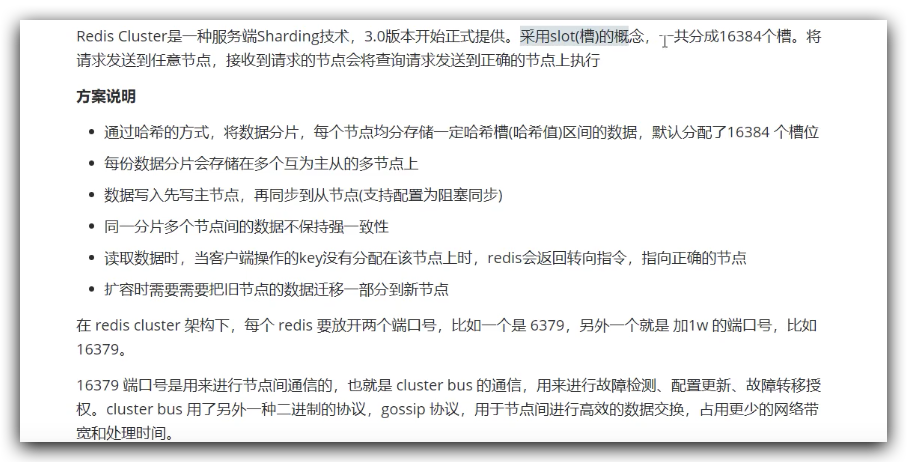 Redis Cluster是一种服务端Sharding技术，3.0版本开始正式提供。采用slot(槽)的概念，一共分成16384个槽。将
请求发送到任意节点，接收到请求的节点会将查询请求发送到正确的节点上执行
方案说明
• 通过哈希的方式，将数据分片，每个节点均分存储一定哈希槽(哈希值)区间的数据，默认分配了16384 个槽位
• 每份数据分片会存储在多个互为主从的多节点上
• 数据写入先写主节点，再同步到从节点(支持配置为阻塞同步)
• 同一分片多个节点间的数据不保持强一致性
• 读取数据时，当客户端操作的key没有分配在该节点上时，redis会返回转向指令，指向正确的节点
• 扩容时需要需要把旧节点的数据迁移一部分到新节点
在 redis cluster 架构下，每个 redis 要放开两个端口号，比如一个是 6379，另外一个就是 加1w 的端口号，比如
16379。
16379 端口号是用来进行节点间通信的，也就是 cluster bus 的通信，用来进行故障检测、配置更新、故障转移授
权。cluster bus 用了另外一种二进制的协议，gossip 协议，用于节点间进行高效的数据交换，占用更少的网络带
宽和处理时间。